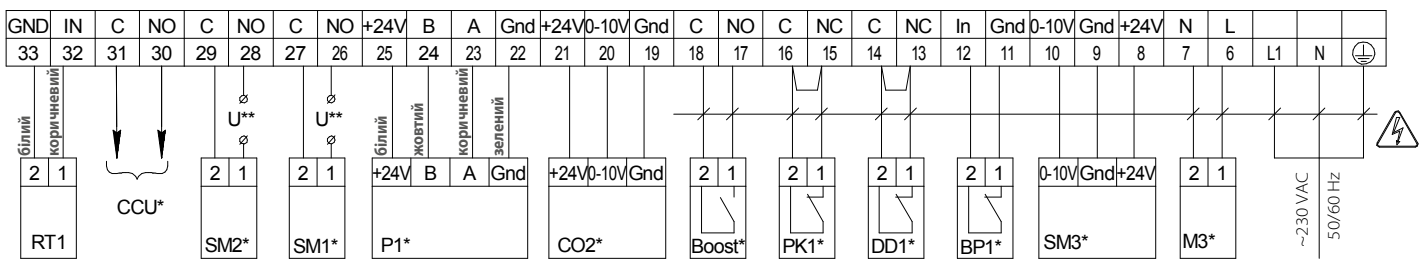 GND IN C NO C NO C NO +24V B A Gnd +24V 0-10V Gnd C NO C NC C NC In Gnd 0-10V Gnd +24V N L
33 32 31 30 29 28 27 26 25 24 23 22 21 20 19 18 17 16 15 14 13 12 11 10 9 8 7 6 L1 N
білий
коричневий
U**
U**
білий
жовтий
коричневий
зелений
2 1
2 1
2 1
+24V B A Gnd
+24V 0-10V Gnd
2 1
2 1
2 1
2 1
0-10V Gnd +24V
2 1
RT1
CCU*
SM2*
SM1*
P1*
CO2*
Boost*
PK1*
DD1*
BP1*
SM3*
M3*
~230 VAC
50/60 Hz